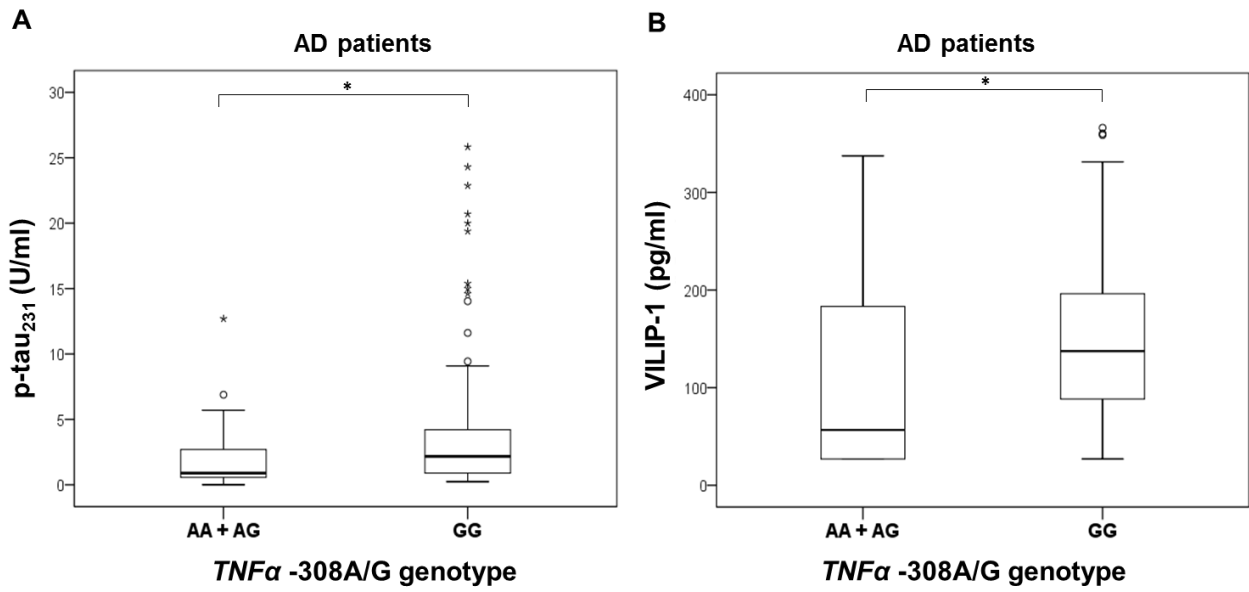 A
AD patients
*
30
25
20
15
10
5
0
p-tau231 (U/ml)
AA + AG
GG
TNFα -308A/G genotype
B
AD patients
*
400
300
200
100
0
VILIP-1 (pg/ml)
AA + AG
GG
TNFα -308A/G genotype